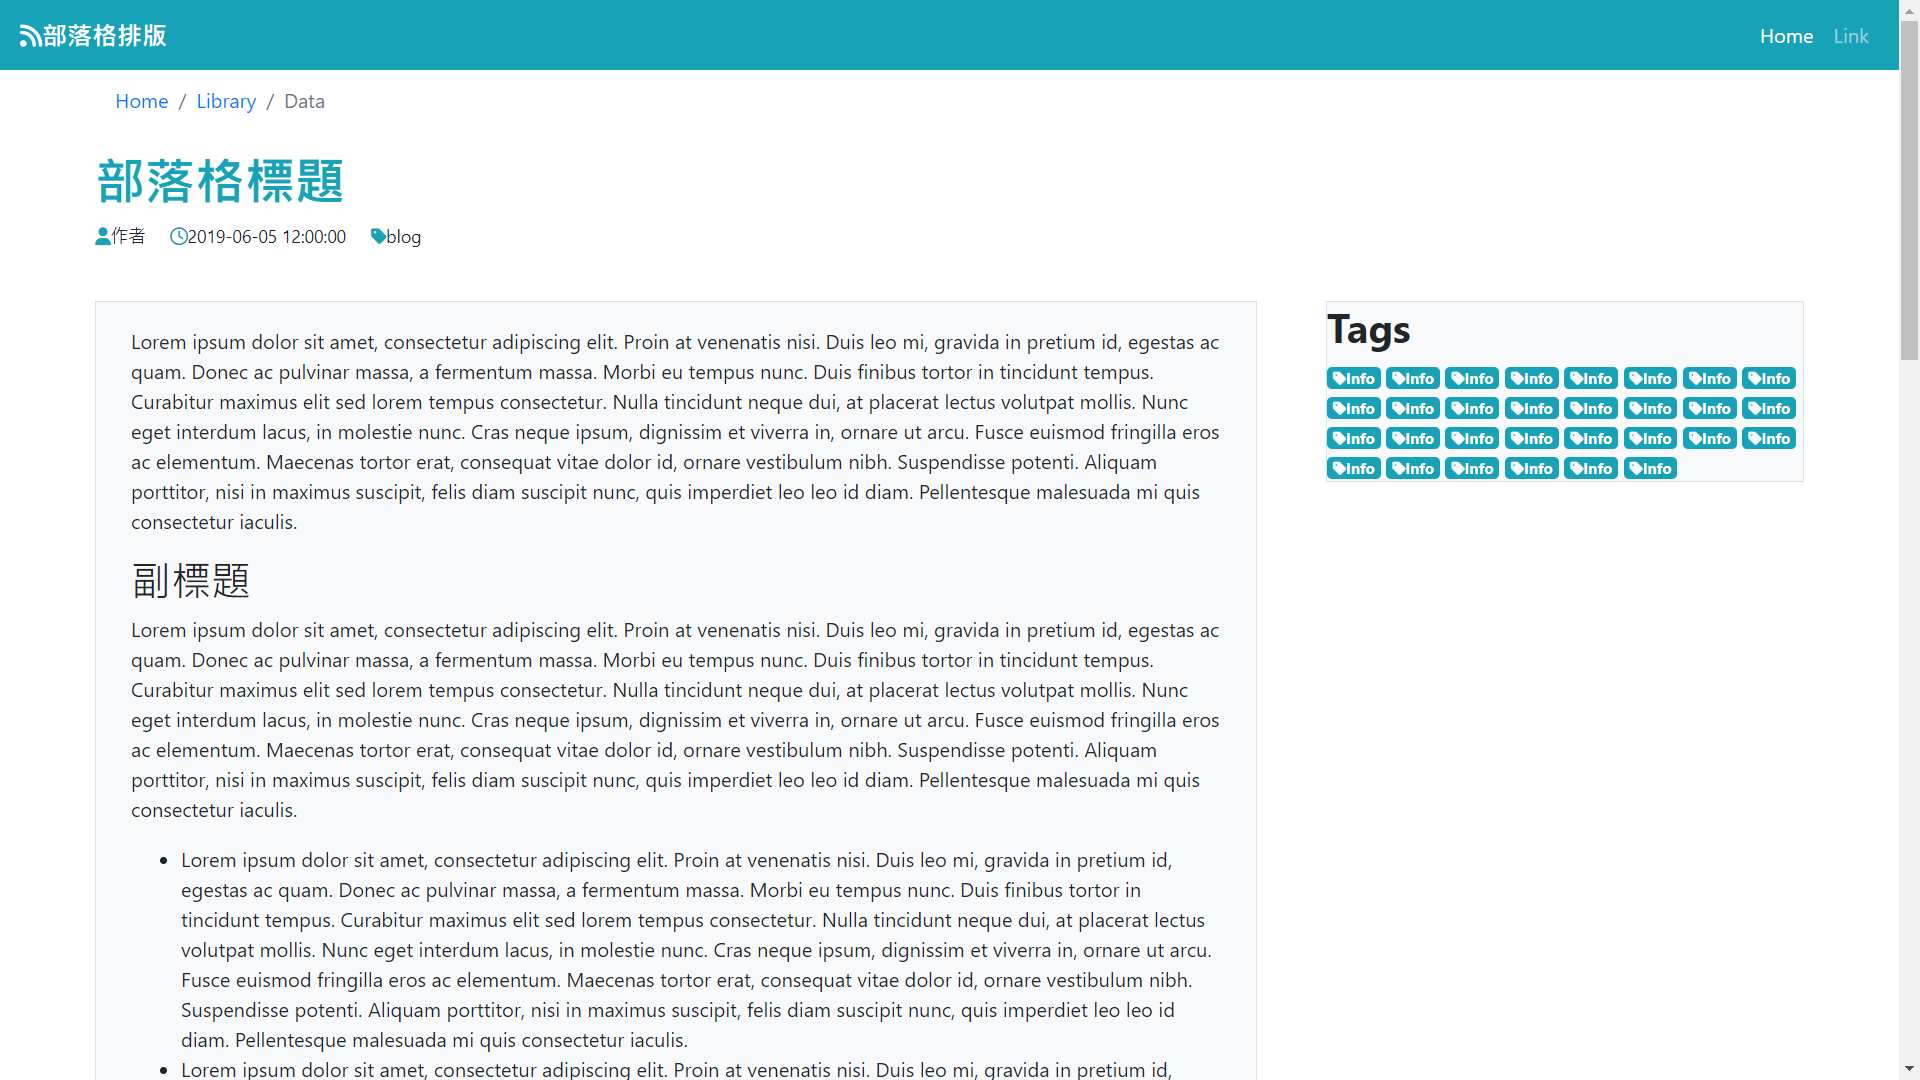 部落格排版
Home Link
Home / Library / Data
部落格標題
作者 2019-06-05 12:00:00 blog
Lorem ipsum dolor sit amet, consectetur adipiscing elit. Proin at venenatis nisi. Duis leo mi, gravida in pretium id, egestas ac
quam. Donec ac pulvinar massa, a fermentum massa. Morbi eu tempus nunc. Duis finibus tortor in tincidunt tempus.
Curabitur maximus elit sed lorem tempus consectetur. Nulla tincidunt neque dui, at placerat lectus volutpat mollis. Nunc
eget interdum lacus, in molestie nunc. Cras neque ipsum, dignissim et viverra in, ornare ut arcu. Fusce euismod fringilla eros
ac elementum. Maecenas tortor erat, consequat vitae dolor id, ornare vestibulum nibh. Suspendisse potenti. Aliquam
porttitor, nisi in maximus suscipit, felis diam suscipit nunc, quis imperdiet leo leo id diam. Pellentesque malesuada mi quis
consectetur iaculis.
副標題
Lorem ipsum dolor sit amet, consectetur adipiscing elit. Proin at venenatis nisi. Duis leo mi, gravida in pretium id, egestas ac
quam. Donec ac pulvinar massa, a fermentum massa. Morbi eu tempus nunc. Duis finibus tortor in tincidunt tempus.
Curabitur maximus elit sed lorem tempus consectetur. Nulla tincidunt neque dui, at placerat lectus volutpat mollis. Nunc
eget interdum lacus, in molestie nunc. Cras neque ipsum, dignissim et viverra in, ornare ut arcu. Fusce euismod fringilla eros
ac elementum. Maecenas tortor erat, consequat vitae dolor id, ornare vestibulum nibh. Suspendisse potenti. Aliquam
porttitor, nisi in maximus suscipit, felis diam suscipit nunc, quis imperdiet leo leo id diam. Pellentesque malesuada mi quis
consectetur iaculis.
• Lorem ipsum dolor sit amet, consectetur adipiscing elit. Proin at venenatis nisi. Duis leo mi, gravida in pretium id,
egestas ac quam. Donec ac pulvinar massa, a fermentum massa. Morbi eu tempus nunc. Duis finibus tortor in
tincidunt tempus. Curabitur maximus elit sed lorem tempus consectetur. Nulla tincidunt neque dui, at placerat lectus
volutpat mollis. Nunc eget interdum lacus, in molestie nunc. Cras neque ipsum, dignissim et viverra in, ornare ut arcu.
Fusce euismod fringilla eros ac elementum. Maecenas tortor erat, consequat vitae dolor id, ornare vestibulum nibh.
Suspendisse potenti. Aliquam porttitor, nisi in maximus suscipit, felis diam suscipit nunc, quis imperdiet leo leo id
diam. Pellentesque malesuada mi quis consectetur iaculis.
• Lorem ipsum dolor sit amet, consectetur adipiscing elit. Proin at venenatis nisi. Duis leo mi, gravida in pretium id,
Tags
Info Info Info Info Info Info Info Info
Info Info Info Info Info Info Info Info
Info Info Info Info Info Info Info Info
Info Info Info Info Info Info